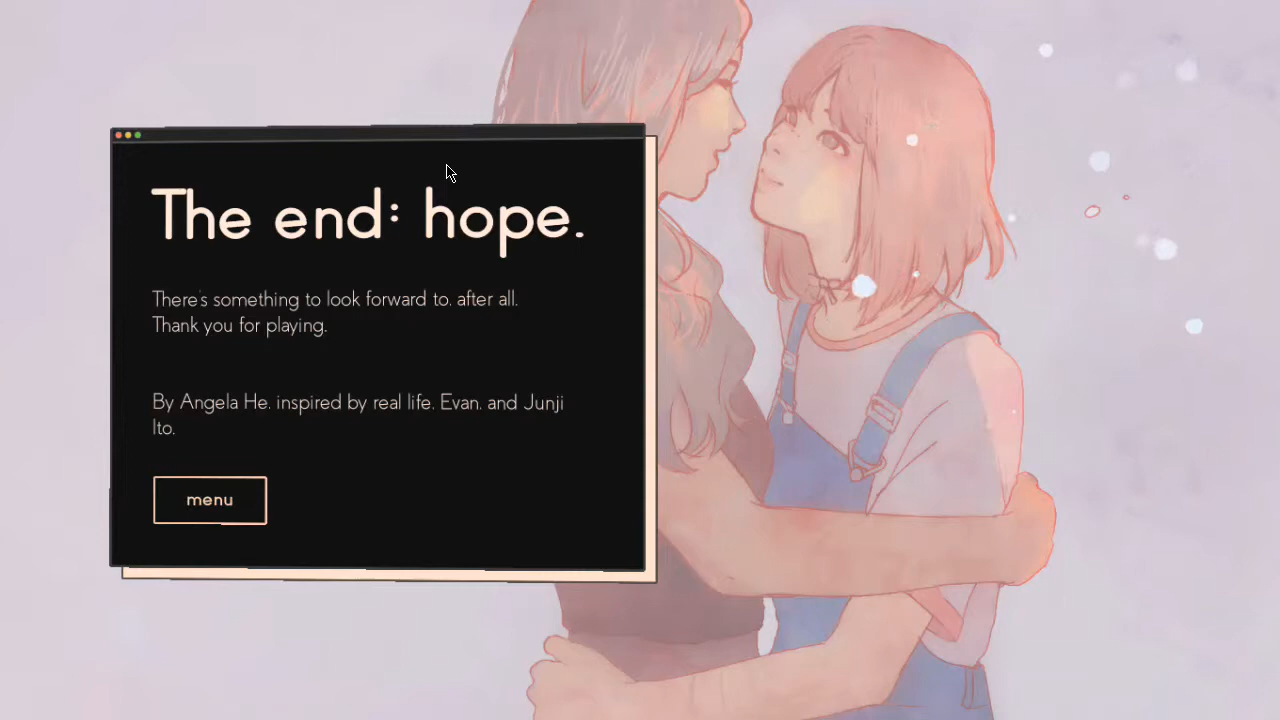 The end: hope.
There's something to look forward to. after all.
Thank you for playing.
By Angela He. inspired by real life. Evan. and Junji
Ito.
menu